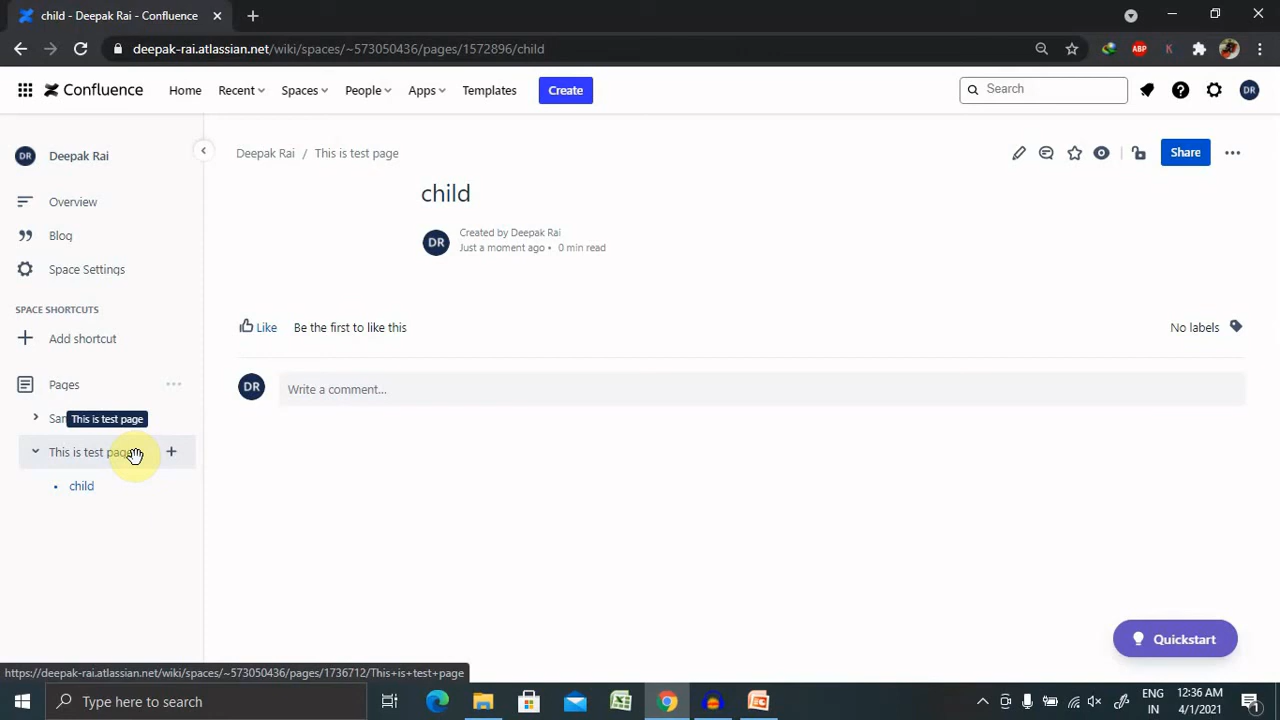 child - Deepak Rai - Confluence
deepak-rai.atlassian.net/wiki/spaces/~573050436/pages/1572896/child
ABP
K
Confluence
Home
Recent
Spaces
People
Apps
Templates
Create
Search
DR
DR
Deepak Rai
Deepak Rai / This is test page
Share
child
Overview
DR
Created by Deepak Rai
Just a moment ago • 0 min read
Blog
Space Settings
SPACE SHORTCUTS
Add shortcut
Like
Be the first to like this
No labels
Pages
DR
Write a comment...
This is test page
This is test page
child
Quickstart
https://deepak-rai.atlassian.net/wiki/spaces/~573050436/pages/1736712/This+is+test+page
Type here to search
ENG
IN
12:36 AM
4/1/2021
1